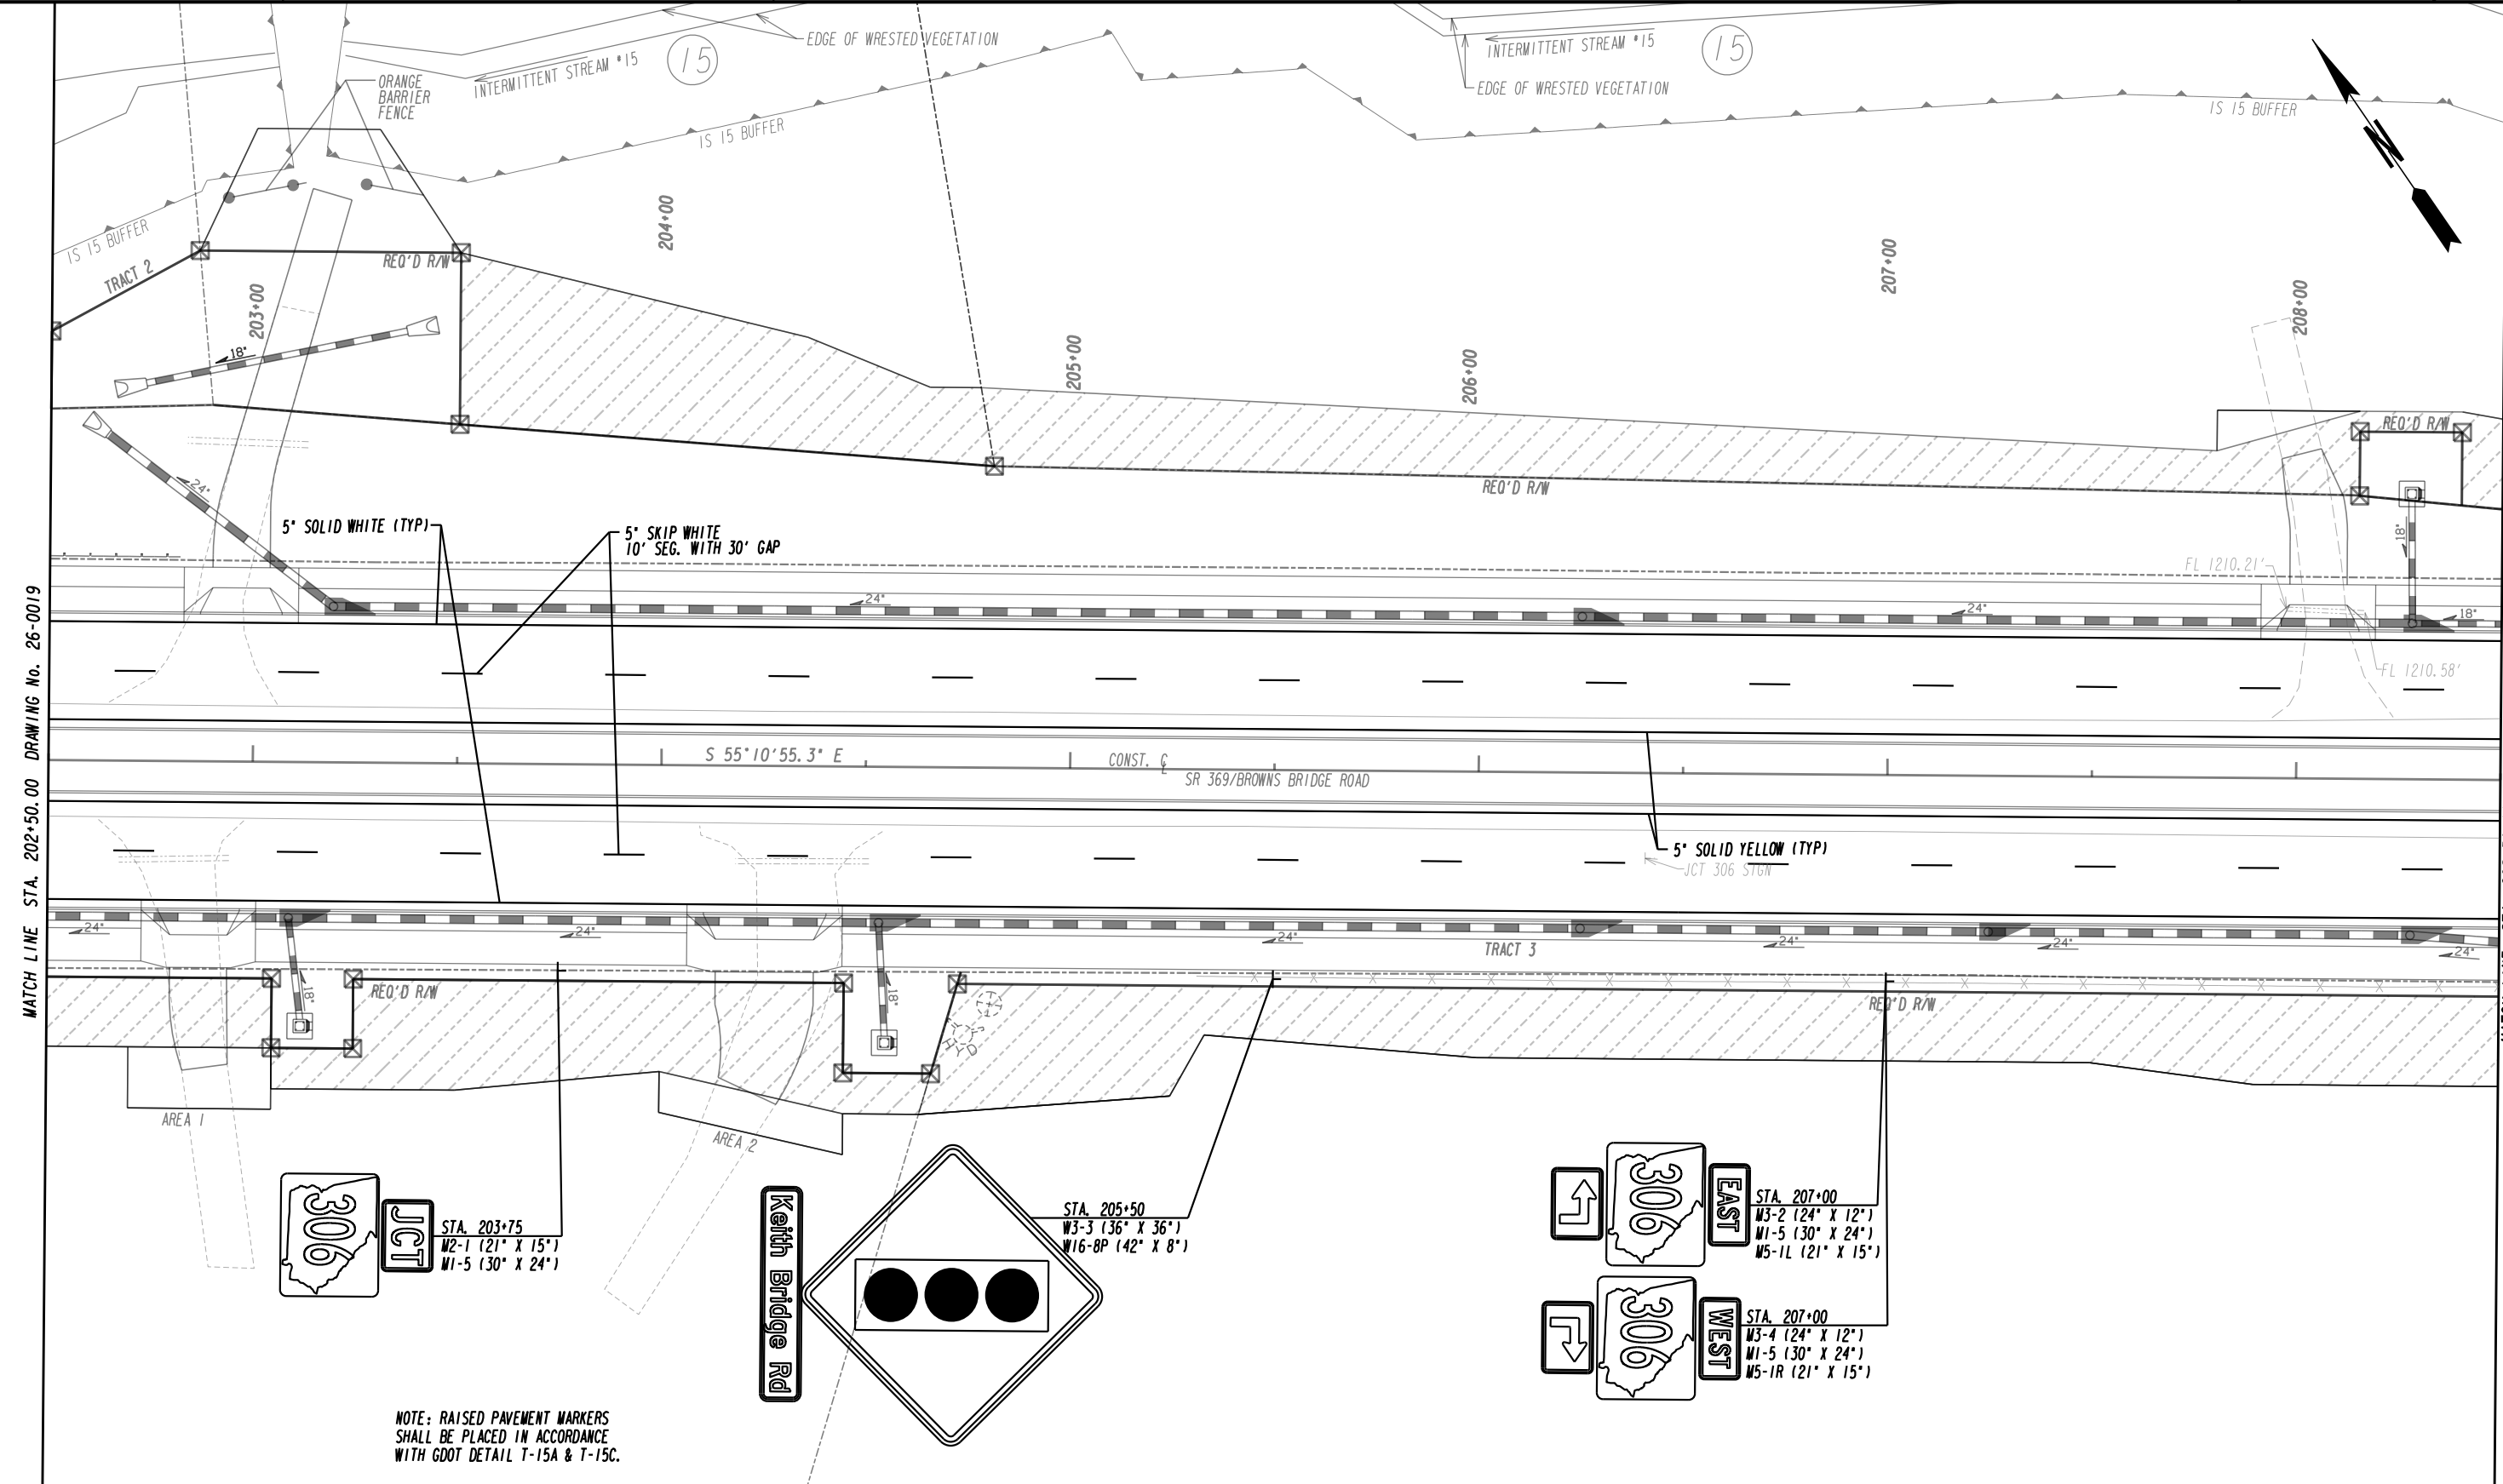 EDGE OF WRESTED VEGETATION
INTERMITTENT STREAM #15
15
ORANGE
BARRIER
FENCE
IS 15 BUFFER
INTERMITTENT STREAM #15
15
EDGE OF WRESTED VEGETATION
IS 15 BUFFER
N
IS 15 BUFFER
TRACT 2
REQ'D R/W
203+00
204+00
205+00
206+00
207+00
208+00
18"
24"
REQ'D R/W
REQ'D R/W
18"
5" SOLID WHITE (TYP)
5" SKIP WHITE
10' SEG. WITH 30' GAP
FL 1210.21'
24"
24"
18"
FL 1210.58'
MATCH LINE STA. 202+50.00 DRAWING No. 26-0019
S 55°10'55.3" E
CONST. ℄
SR 369/BROWNS BRIDGE ROAD
5" SOLID YELLOW (TYP)
JCT 306 SIGN
24"
24"
24"
24"
24"
24"
TRACT 3
18"
REQ'D R/W
18"
HYD
REQ'D R/W
AREA 1
AREA 2
306
JCT
STA. 203+75
M2-1 (21" X 15")
M1-5 (30" X 24")
Keith Bridge Rd
STA. 205+50
W3-3 (36" X 36")
W16-8P (42" X 8")
306
EAST
STA. 207+00
M3-2 (24" X 12")
M1-5 (30" X 24")
M5-1L (21" X 15")
306
WEST
STA. 207+00
M3-4 (24" X 12")
M1-5 (30" X 24")
M5-1R (21" X 15")
NOTE: RAISED PAVEMENT MARKERS
SHALL BE PLACED IN ACCORDANCE
WITH GDOT DETAIL T-15A & T-15C.